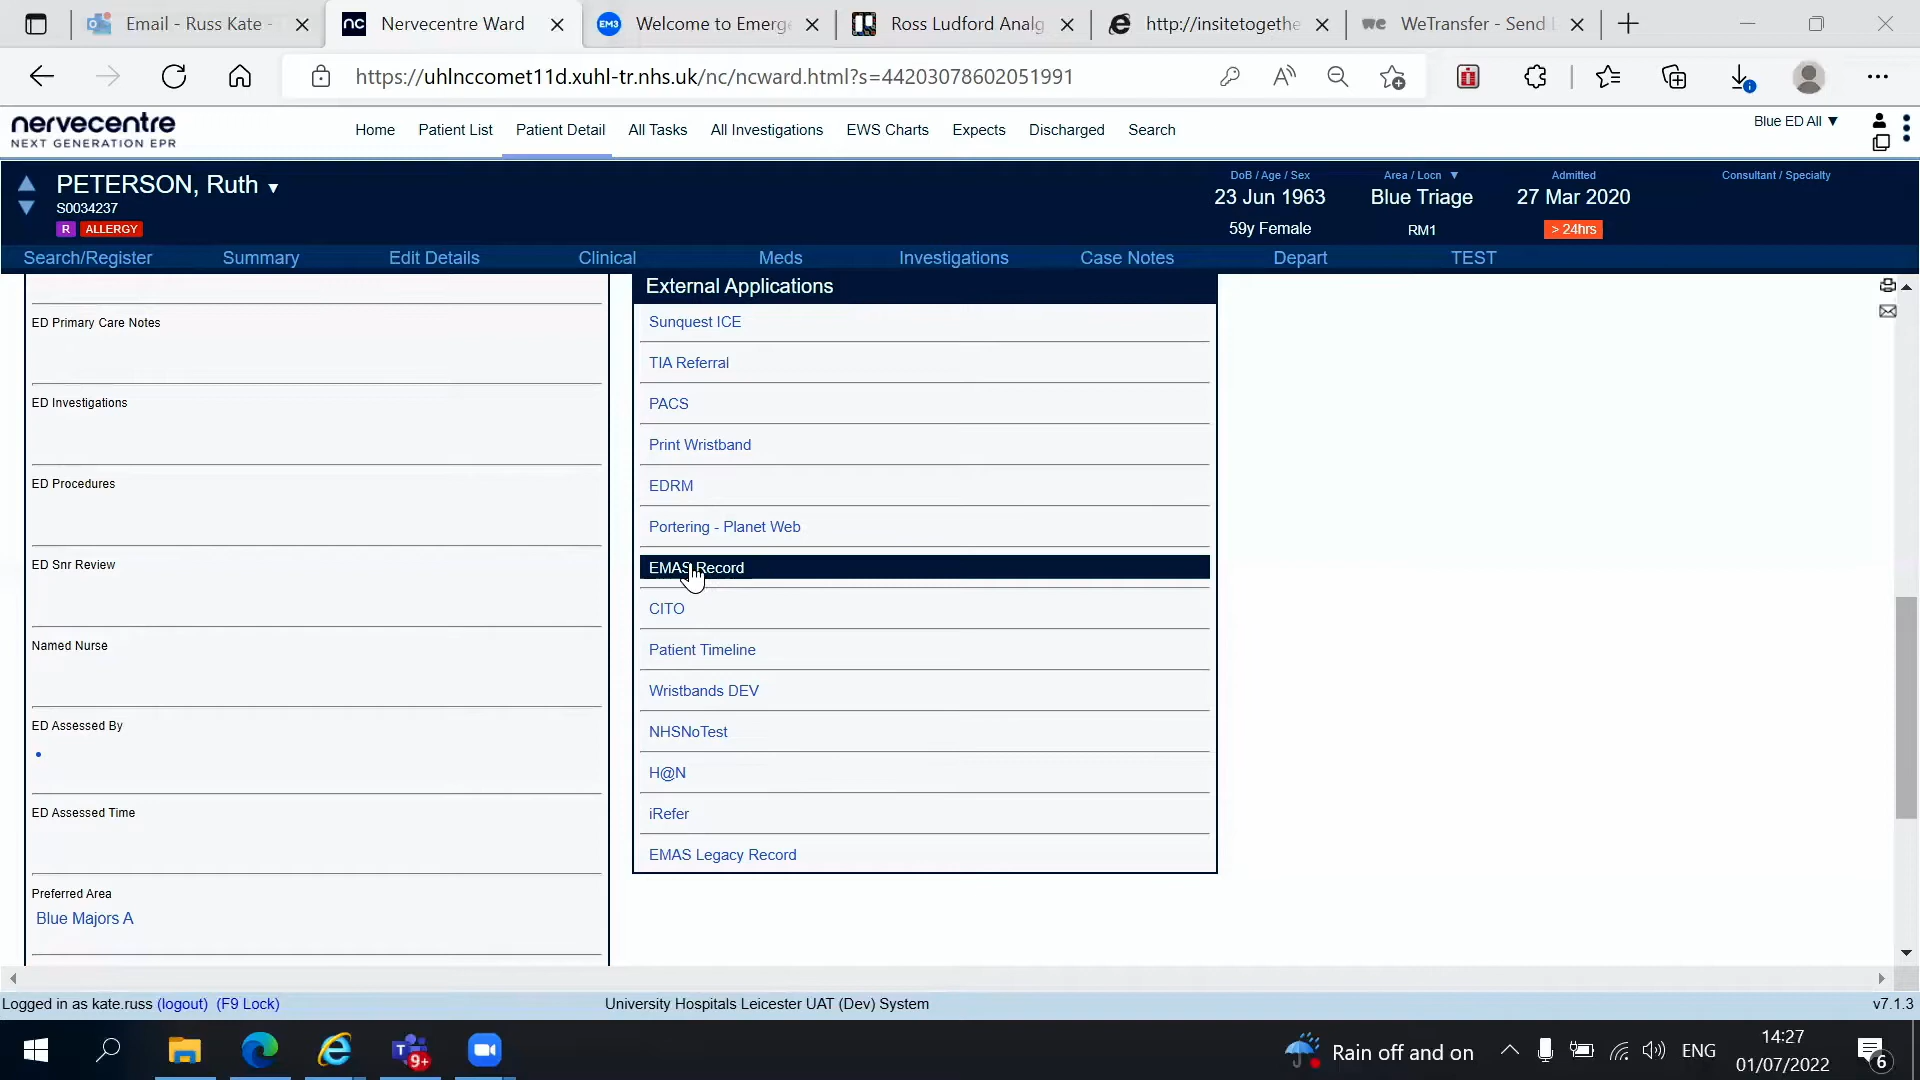 Email - Russ Kate -
nc
Nervecentre Ward
EM3
Welcome to Emerge
Ross Ludford Analg
http://insitetogethe
we
WeTransfer - Send
https://uhlnccomet11d.xuhl-tr.nhs.uk/nc/ncward.html?s=44203078602051991
nervecentre
NEXT GENERATION EPR
Home
Patient List
Patient Detail
All Tasks
All Investigations
EWS Charts
Expects
Discharged
Search
Blue ED All ▼
PETERSON, Ruth ▼
S0034237
R
ALLERGY
DoB / Age / Sex
23 Jun 1963
59y Female
Area / Locn ▼
Blue Triage
RM1
Admitted
27 Mar 2020
> 24hrs
Consultant / Specialty
Search/Register
Summary
Edit Details
Clinical
Meds
Investigations
Case Notes
Depart
TEST
ED Primary Care Notes
ED Investigations
ED Procedures
ED Snr Review
Named Nurse
ED Assessed By
ED Assessed Time
Preferred Area
Blue Majors A
External Applications
Sunquest ICE
TIA Referral
PACS
Print Wristband
EDRM
Portering - Planet Web
EMAS Record
CITO
Patient Timeline
Wristbands DEV
NHSNoTest
H@N
iRefer
EMAS Legacy Record
Logged in as kate.russ (logout) (F9 Lock)
University Hospitals Leicester UAT (Dev) System
v7.1.3
9+
Rain off and on
ENG
14:27
01/07/2022
6